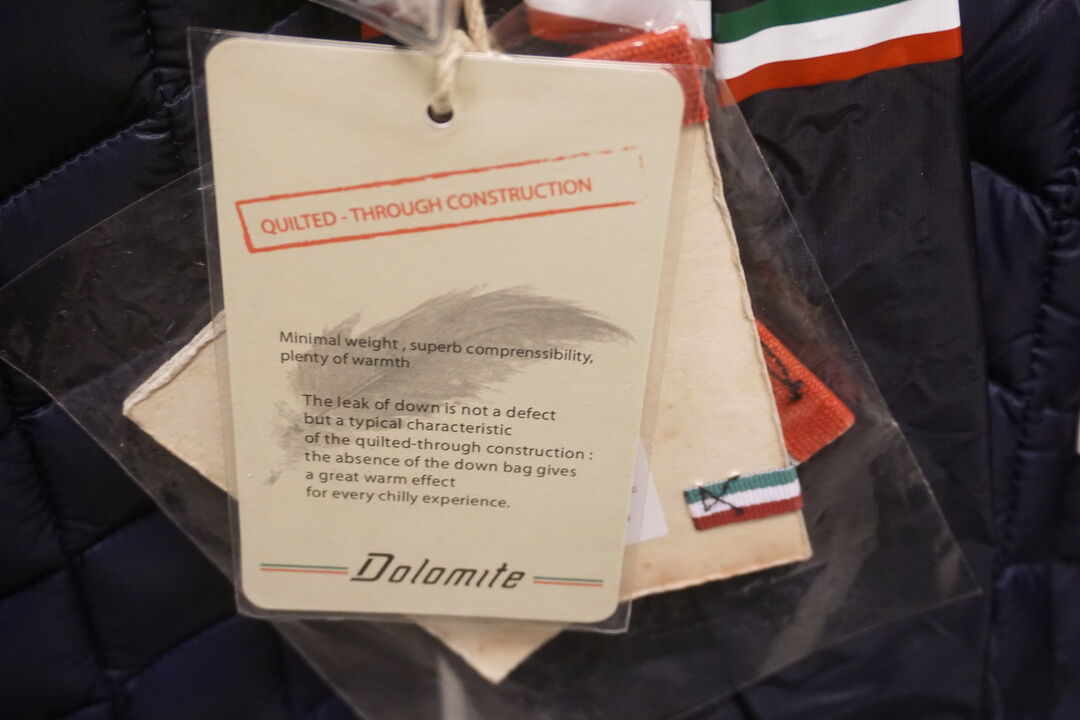 QUILTED - THROUGH CONSTRUCTION
Minimal weight , superb comprenssibility,
plenty of warmth
The leak of down is not a defect
but a typical characteristic
of the quilted-through construction :
the absence of the down bag gives
a great warm effect
for every chilly experience.
Dolomite